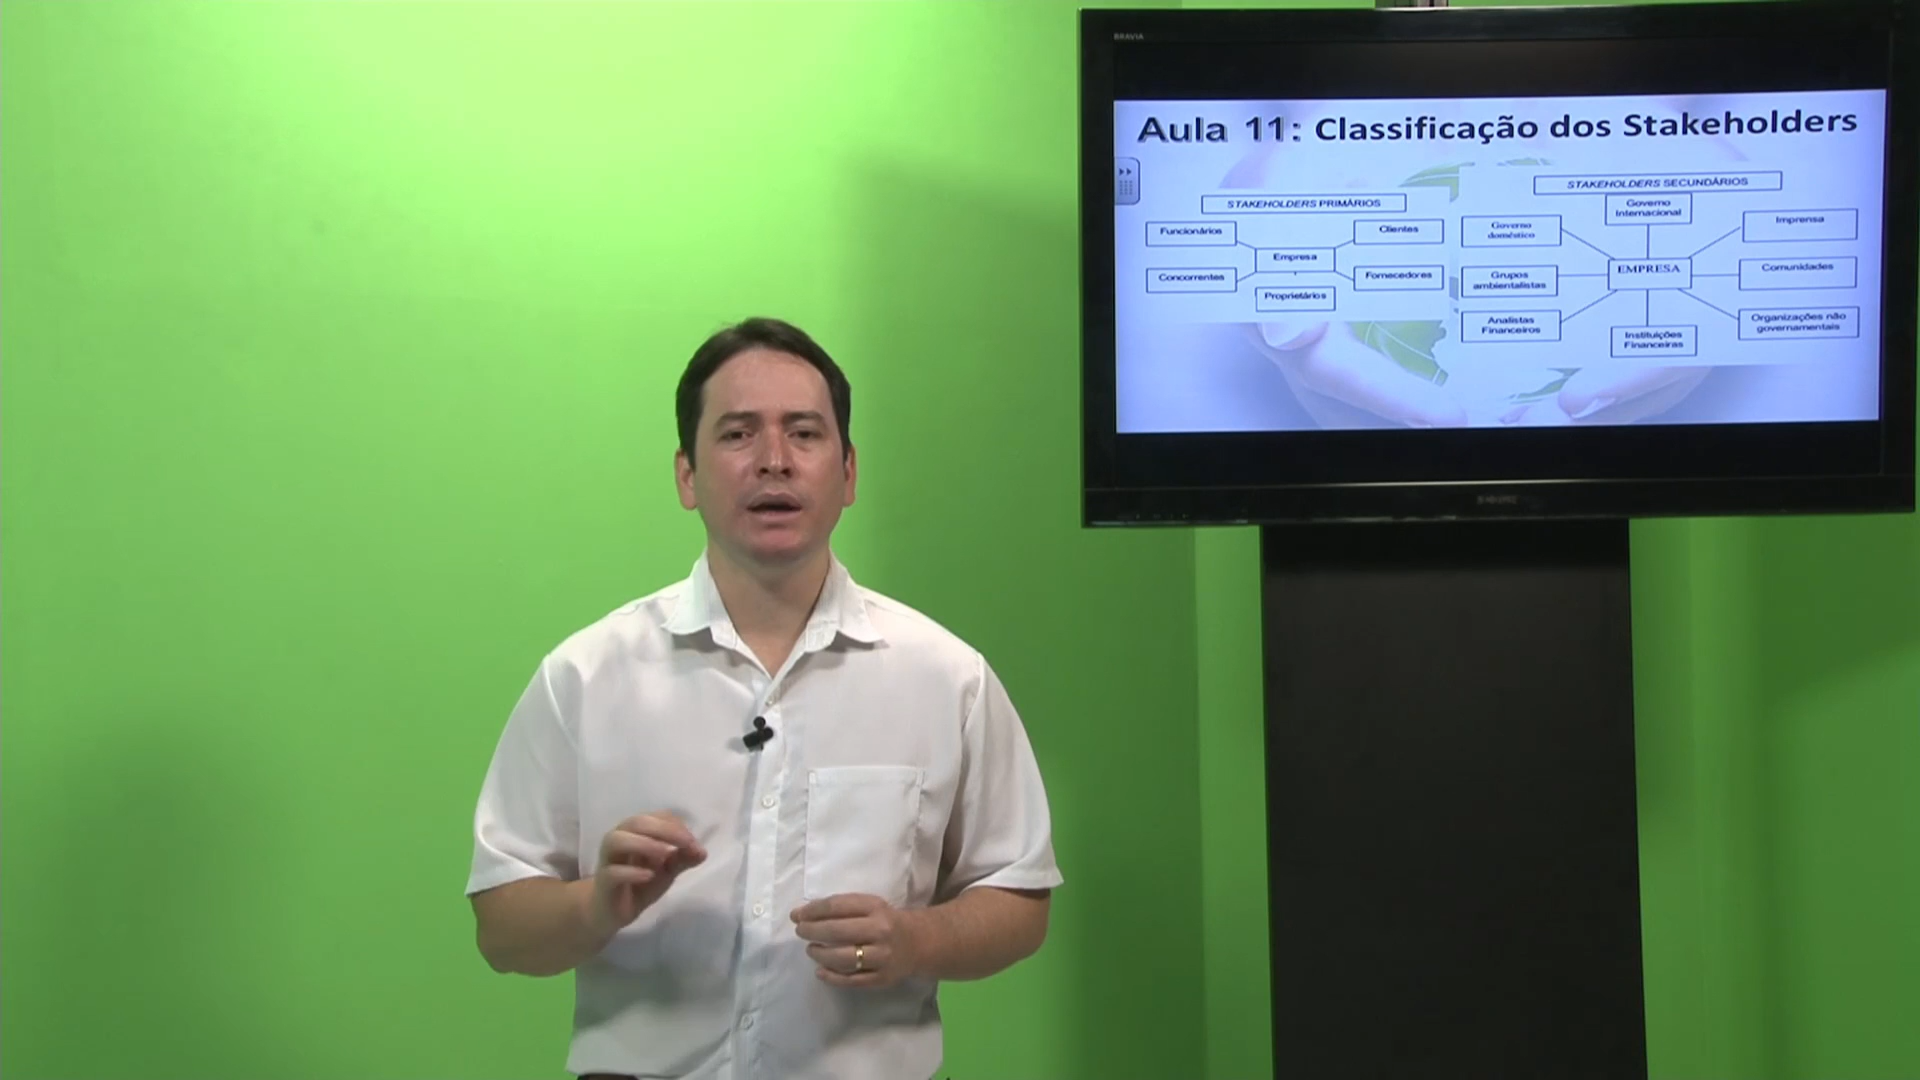 BRAVIA
Aula 11: Classificação dos Stakeholders
STAKEHOLDERS PRIMÁRIOS
Funcionários
Clientes
Empresa
Concorrentes
Fornecedores
Proprietários
STAKEHOLDERS SECUNDÁRIOS
Governo
Internacional
Governo
doméstico
Imprensa
EMPRESA
Grupos
ambientalistas
Comunidades
Analistas
Financeiros
Organizações não
governamentais
Instituições
Financeiras